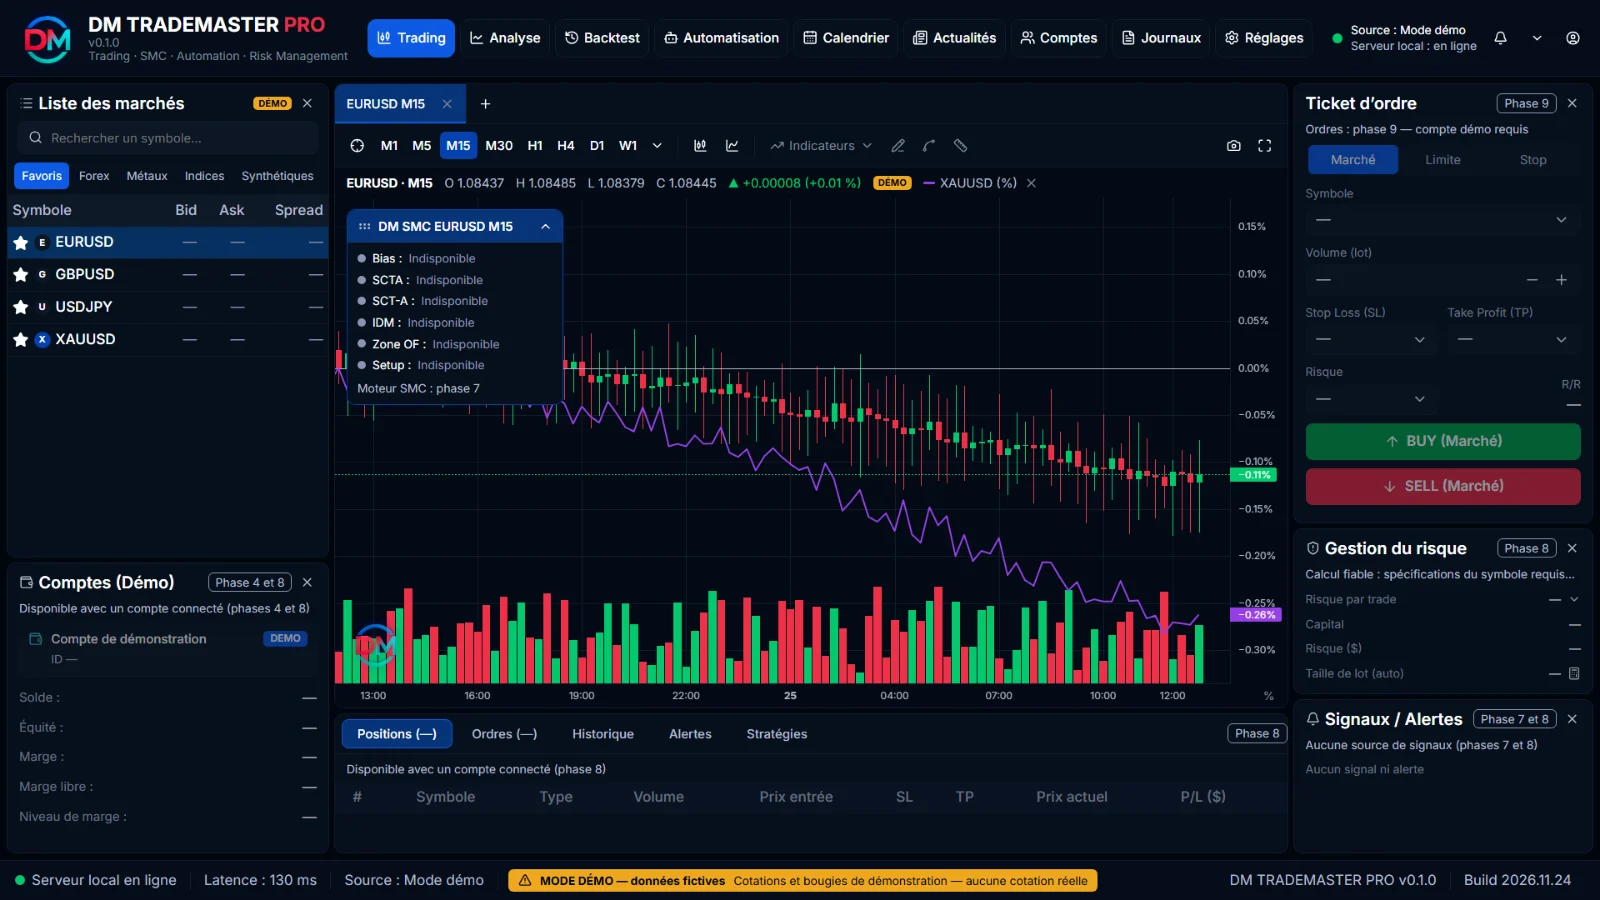 DM
DM TRADEMASTER PRO
v0.1.0
Trading · SMC · Automation · Risk Management
Trading
Analyse
Backtest
Automatisation
Calendrier
Actualités
Comptes
Journaux
Réglages
Source : Mode démo
Serveur local : en ligne
Liste des marchés
DÉMO
Rechercher un symbole...
Favoris
Forex
Métaux
Indices
Synthétiques
Symbole Bid Ask Spread
E EURUSD — — —
G GBPUSD — — —
U USDJPY — — —
X XAUUSD — — —
Comptes (Démo)
Phase 4 et 8
Disponible avec un compte connecté (phases 4 et 8)
Compte de démonstration
DEMO
ID —
Solde : —
Équité : —
Marge : —
Marge libre : —
Niveau de marge : —
EURUSD M15
M1 M5 M15 M30 H1 H4 D1 W1
Indicateurs
EURUSD · M15 O 1.08437 H 1.08485 L 1.08379 C 1.08445 ▲ +0.00008 (+0.01 %) DÉMO — XAUUSD (%)
DM SMC EURUSD M15
Bias : Indisponible
SCTA : Indisponible
SCT-A : Indisponible
IDM : Indisponible
Zone OF : Indisponible
Setup : Indisponible
Moteur SMC : phase 7
0.15%
0.10%
0.05%
0.00%
−0.05%
−0.10%
−0.11%
−0.15%
−0.20%
−0.25%
−0.26%
−0.30%
DM
13:00 16:00 19:00 22:00 25 04:00 07:00 10:00 12:00 %
Positions (—)
Ordres (—)
Historique
Alertes
Stratégies
Phase 8
Disponible avec un compte connecté (phase 8)
# Symbole Type Volume Prix entrée SL TP Prix actuel P/L ($)
Ticket d’ordre
Phase 9
Ordres : phase 9 — compte démo requis
Marché
Limite
Stop
Symbole
—
Volume (lot)
— − +
Stop Loss (SL) Take Profit (TP)
— —
Risque
R/R
— —
↑ BUY (Marché)
↓ SELL (Marché)
Gestion du risque
Phase 8
Calcul fiable : spécifications du symbole requis...
Risque par trade —
Capital —
Risque ($) —
Taille de lot (auto) —
Signaux / Alertes
Phase 7 et 8
Aucune source de signaux (phases 7 et 8)
Aucun signal ni alerte
Serveur local en ligne
Latence : 130 ms
Source : Mode démo
MODE DÉMO — données fictives Cotations et bougies de démonstration — aucune cotation réelle
DM TRADEMASTER PRO v0.1.0
Build 2026.11.24